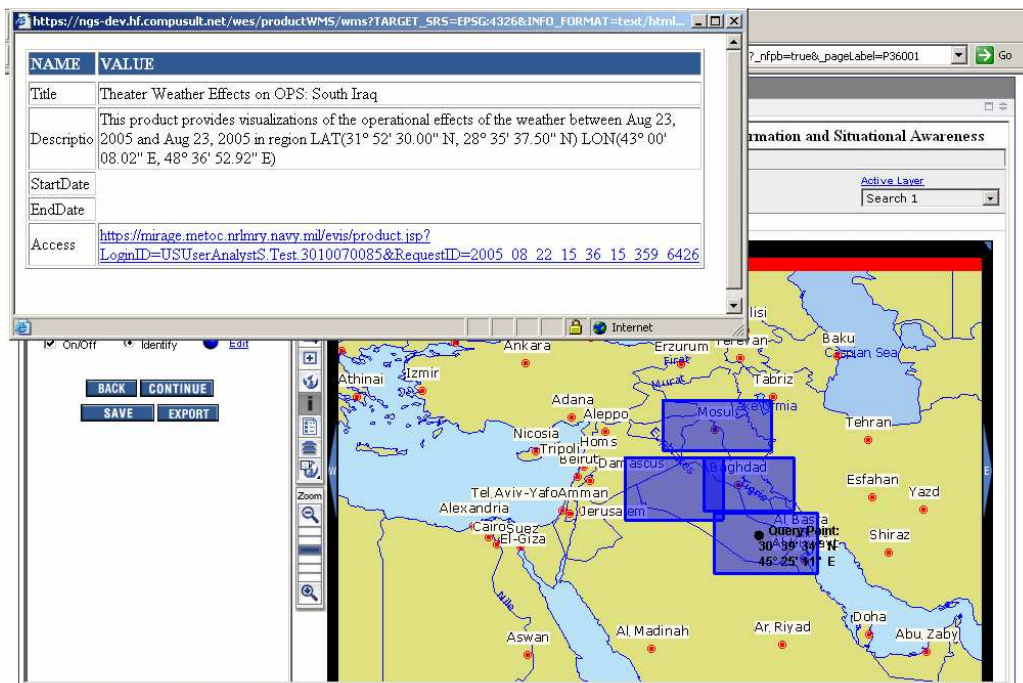 https://ngs-dev.hf.compusult.net/wes/productWMS/wms?TARGET_SRS=EPSG:4326&INFO_FORMAT=text/html...
NAME VALUE
Title Theater Weather Effects on OPS: South Iraq
Descriptio This product provides visualizations of the operational effects of the weather between Aug 23,
2005 and Aug 23, 2005 in region LAT(31° 52' 30.00" N, 28° 35' 37.50" N) LON(43° 00'
08.02" E, 48° 36' 52.92" E)
StartDate
EndDate
Access https://mirage.metoc.nrlmry.navy.mil/evis/product.jsp?
LoginID=USUserAnalystS.Test.3010070085&RequestID=2005_08_22_15_36_15_359_6426
Internet
?_nfpb=true&_pageLabel=P36001 Go
rmation and Situational Awareness
Active Layer
Search 1
On/Off Identify Edit
BACK CONTINUE
SAVE EXPORT
Zoom
W
E
lisi
Ankara Erzurum Yerevan Baku
Caspian Sea
Firat
Athinai Izmir Murat Tabriz
Adana Lake Urmia
Aleppo Mosul Tehran
Nicosia Homs Euphrates
Tripoli
Beirut Damascus Baghdad
Tigris Esfahan
Tel Aviv-Yafo Amman Yazd
Alexandria Jerusalem
Cairo Suez Al Basra Shiraz
El-Giza
Query Point:
30° 39' 34" N
45° 25' 11" E
Nile
Doha
Aswan Al Madinah Ar Riyad Abu Zaby